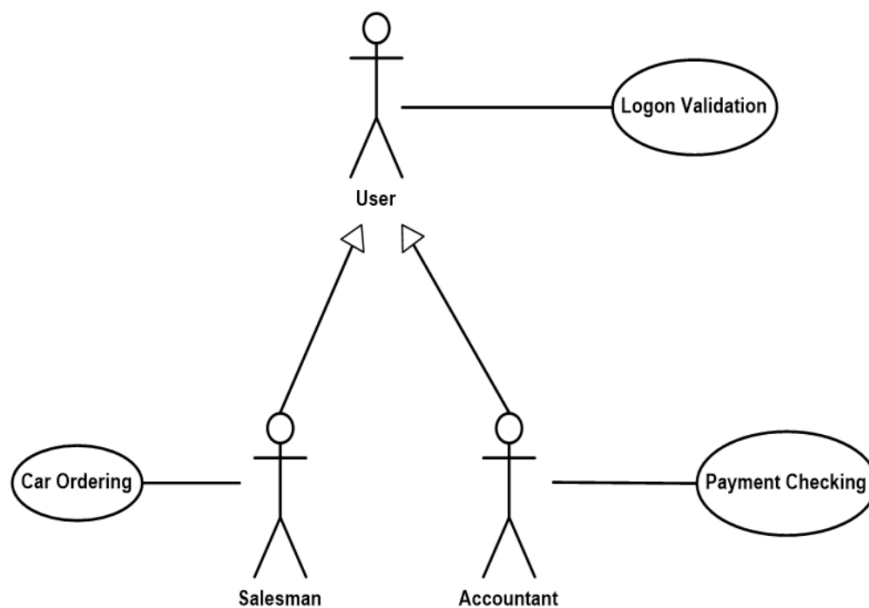 Logon Validation
User
Car Ordering
Payment Checking
Salesman
Accountant